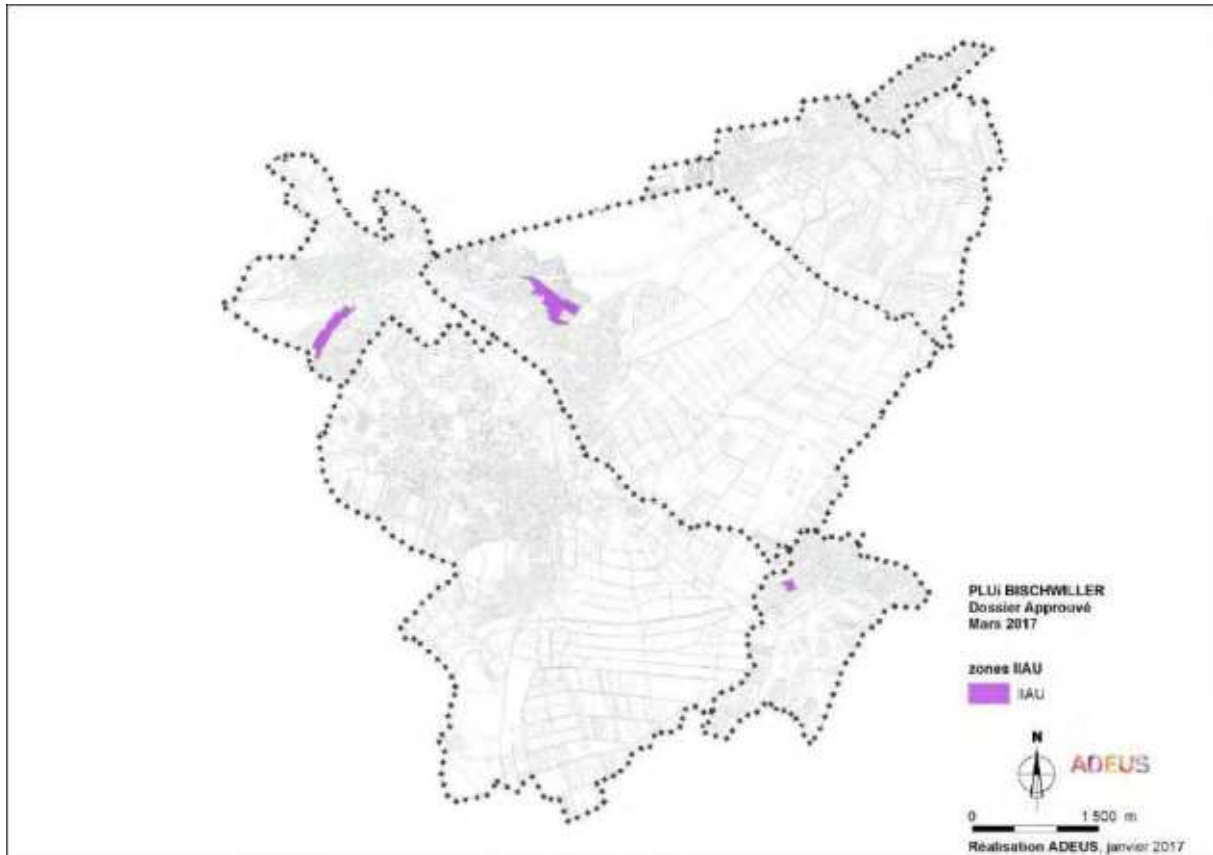 PLUi BISCHWILLER
Dossier Approuvé
Mars 2017
zones IIAU
IIAU
N
ADEUS
0 1 500 m
Réalisation ADEUS, janvier 2017